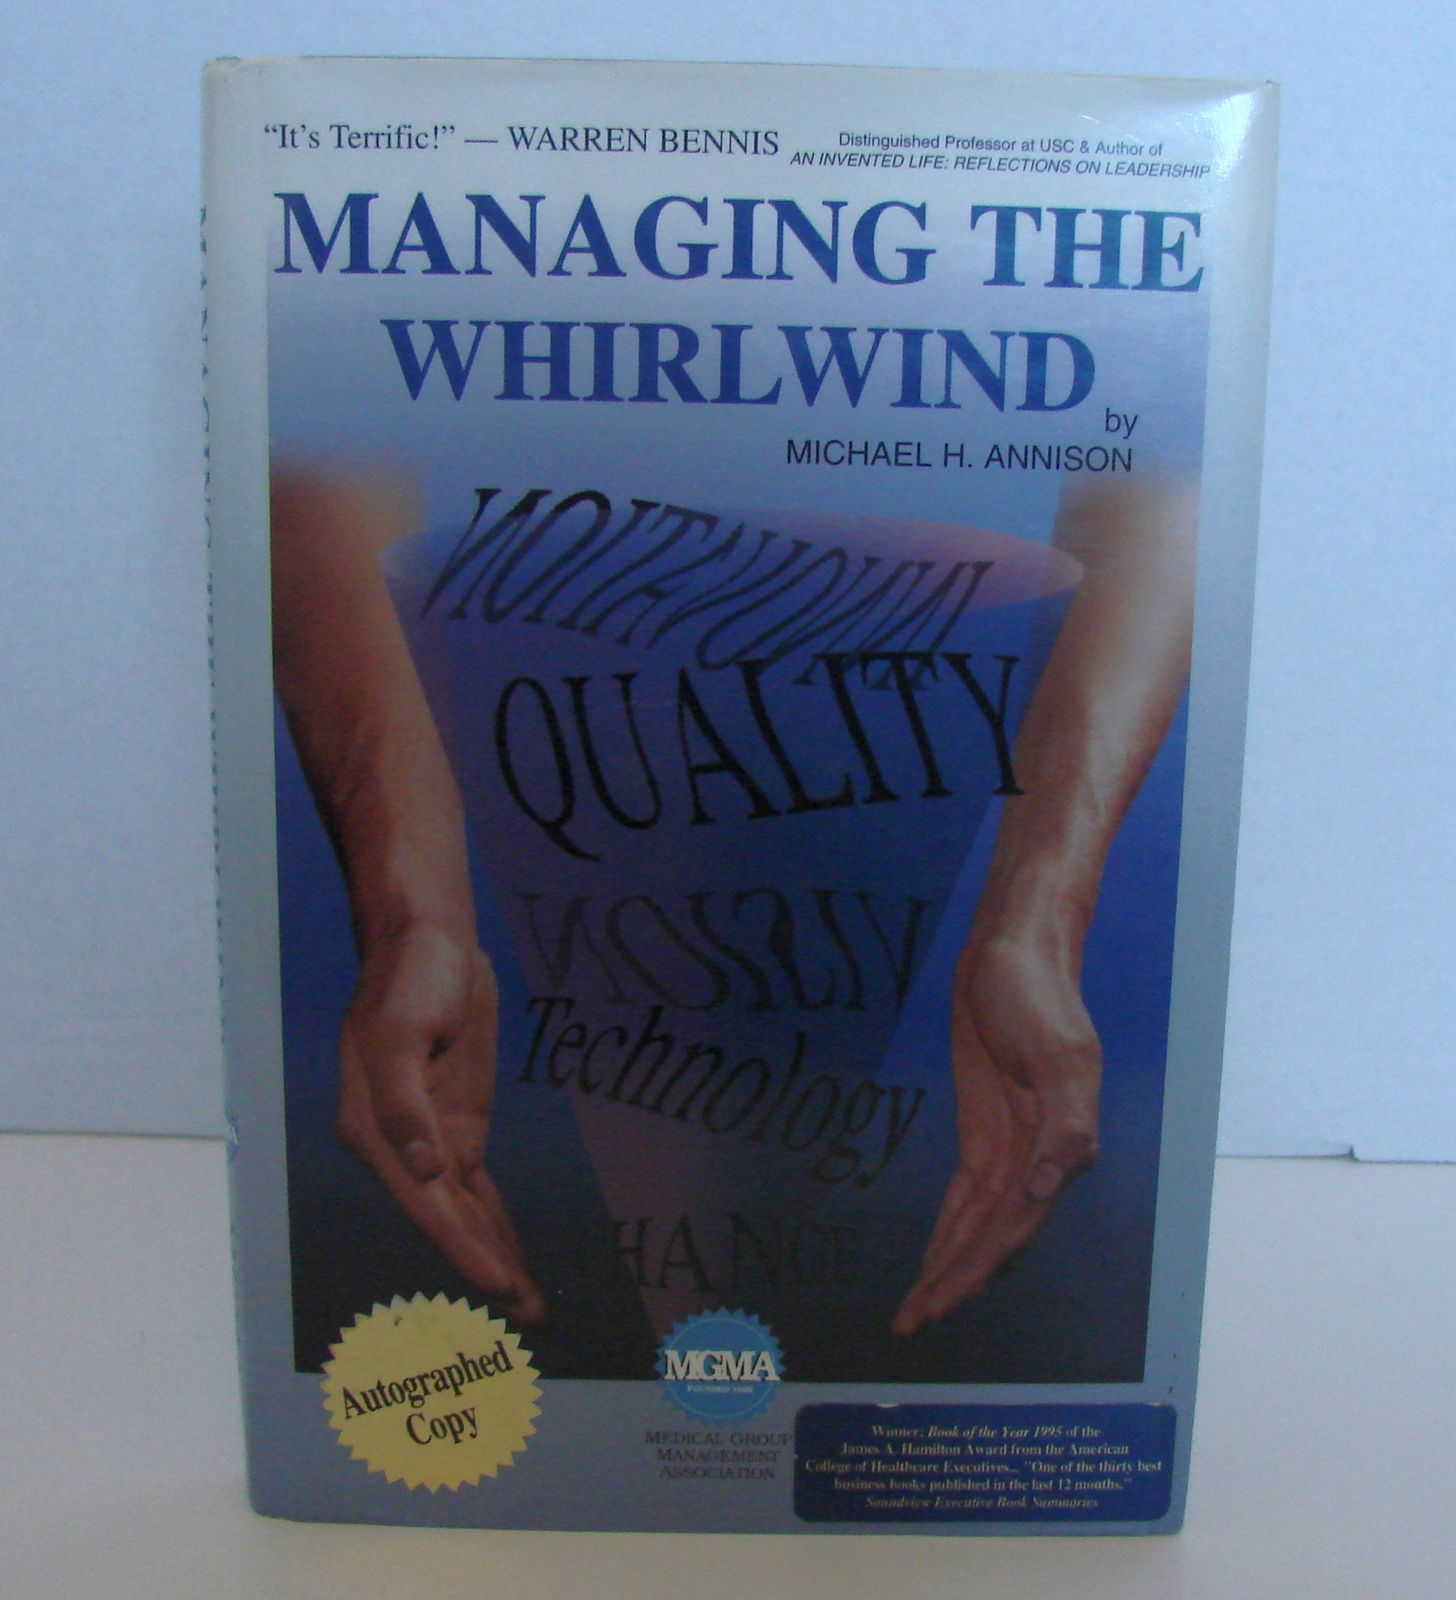 “It's Terrific!” — WARREN BENNIS
Distinguished Professor at USC & Author of
AN INVENTED LIFE: REFLECTIONS ON LEADERSHIP
MANAGING THE
WHIRLWIND
by
MICHAEL H. ANNISON
INNOVATION
QUALITY
VISION
Technology
CHANGE
Autographed
Copy
MGMA
MEDICAL GROUP
MANAGEMENT
ASSOCIATION
Winner: Book of the Year 1995 of the
James A. Hamilton Award from the American
College of Healthcare Executives... "One of the thirty best
business books published in the last 12 months."
Soundview Executive Book Summaries